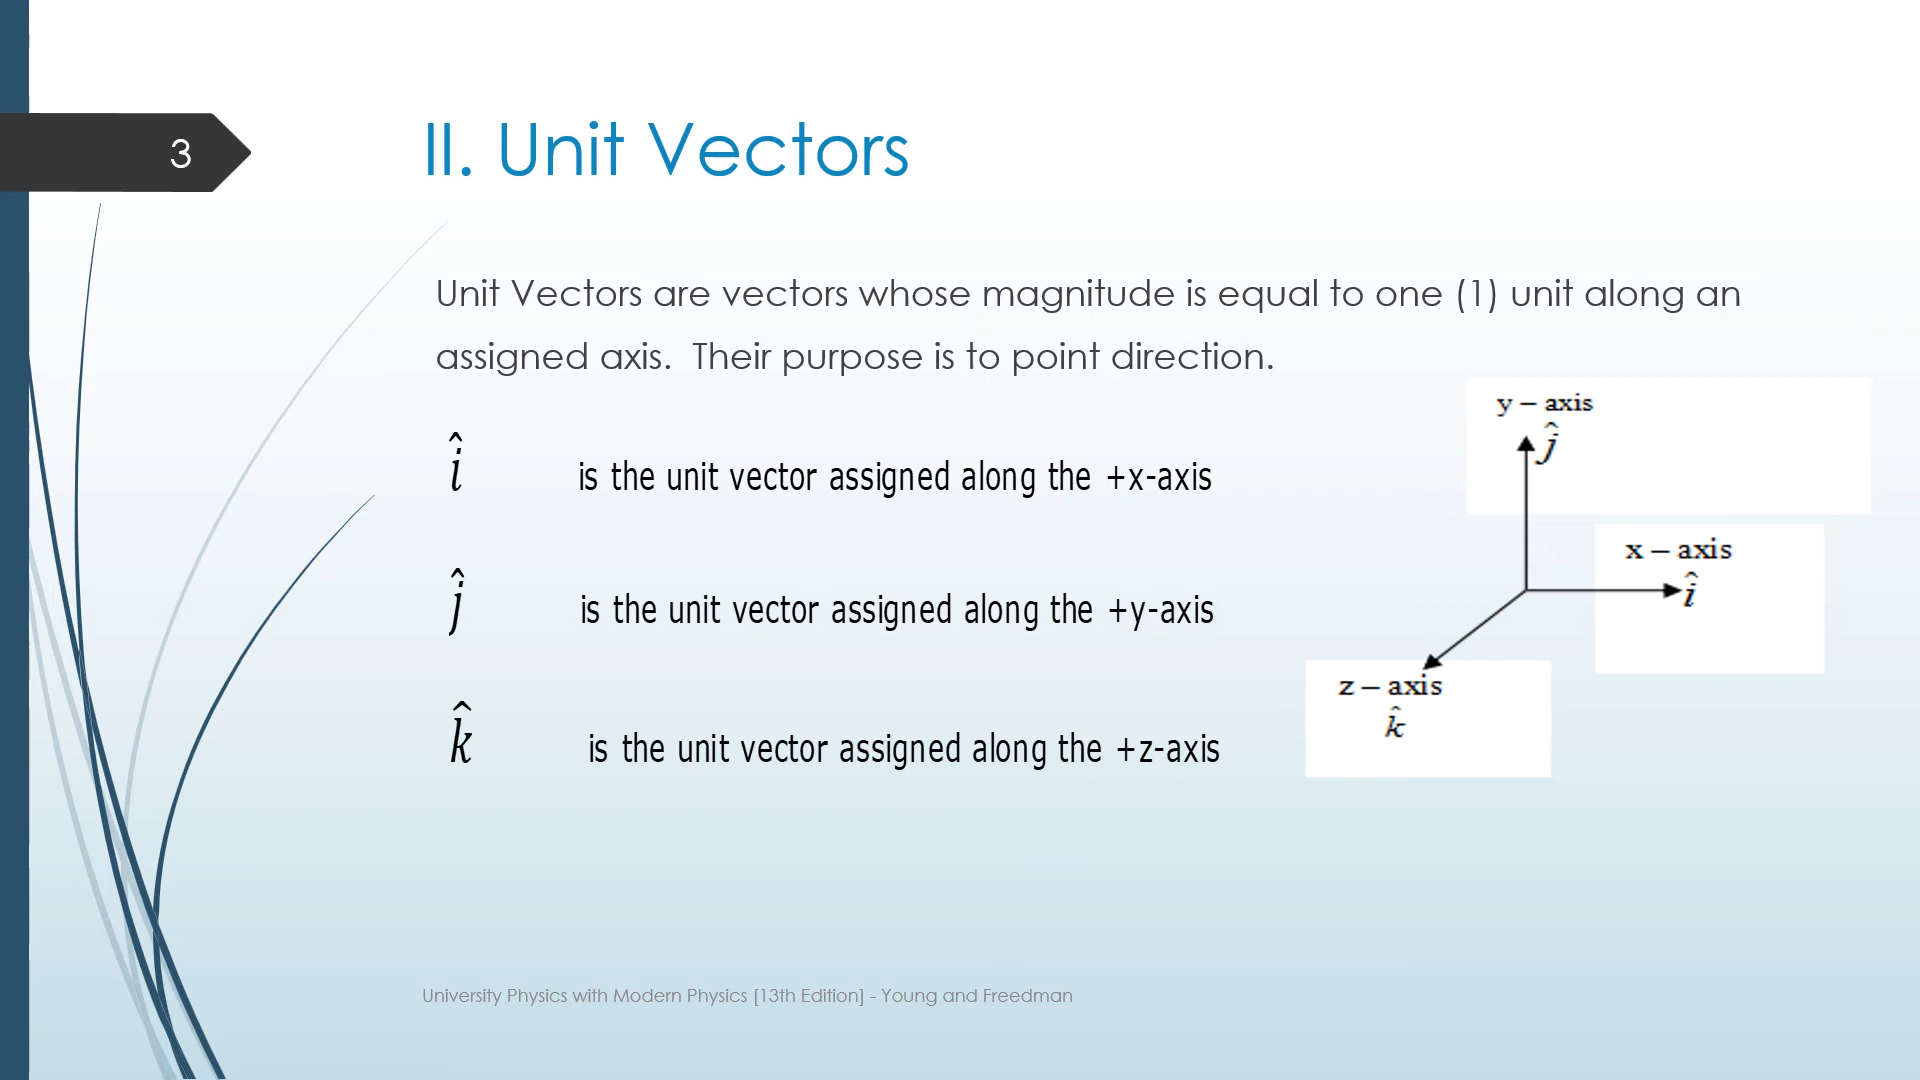 3
II. Unit Vectors
Unit Vectors are vectors whose magnitude is equal to one (1) unit along an
assigned axis.  Their purpose is to point direction.
î is the unit vector assigned along the +x-axis
ĵ is the unit vector assigned along the +y-axis
k̂ is the unit vector assigned along the +z-axis
y – axis
ĵ
x – axis
î
z – axis
k̂
University Physics with Modern Physics [13th Edition] - Young and Freedman